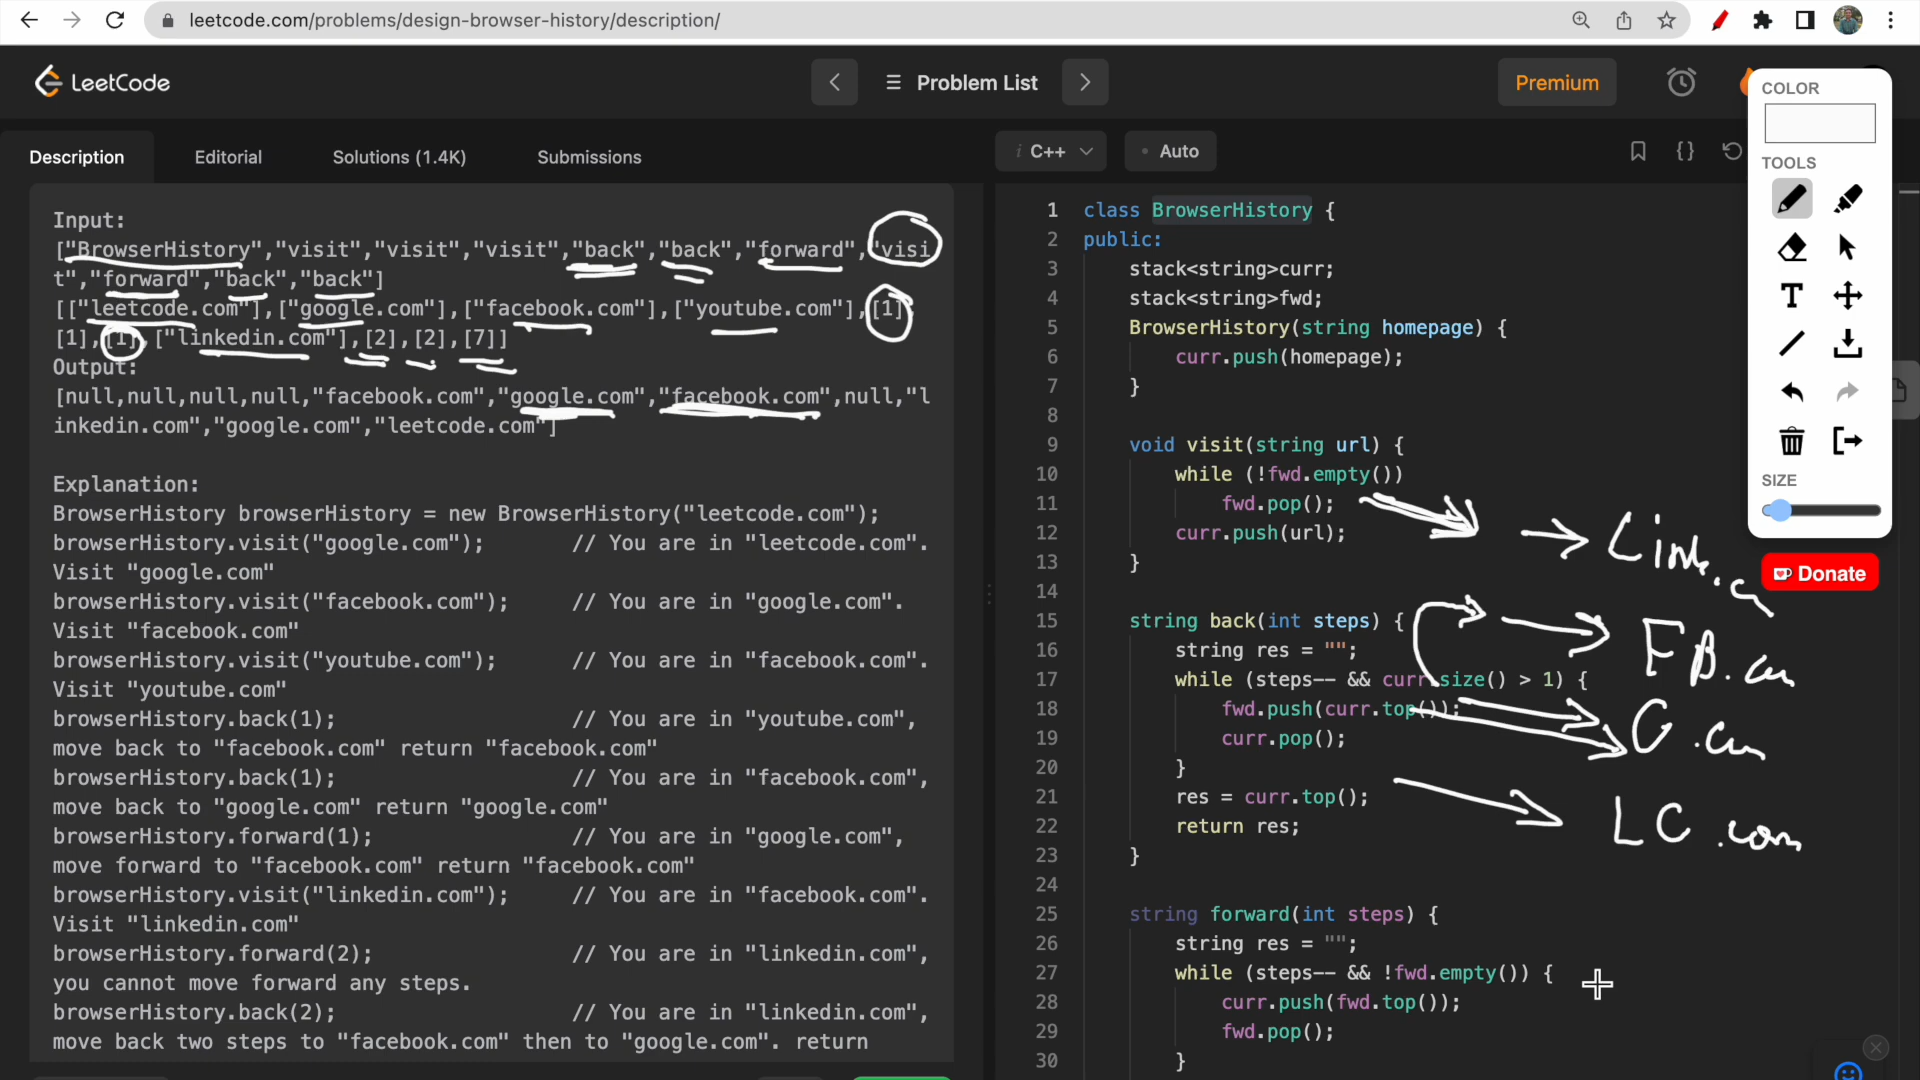 leetcode.com/problems/design-browser-history/description/
LeetCode
Problem List
Premium
Description
Editorial
Solutions (1.4K)
Submissions
Input:
["BrowserHistory","visit","visit","visit","back","back","forward","visi
t","forward","back","back"]
[["leetcode.com"],["google.com"],["facebook.com"],["youtube.com"],[1],
[1],[1],["linkedin.com"],[2],[2],[7]]
Output:
[null,null,null,null,"facebook.com","google.com","facebook.com",null,"l
inkedin.com","google.com","leetcode.com"]
Explanation:
BrowserHistory browserHistory = new BrowserHistory("leetcode.com");
browserHistory.visit("google.com");       // You are in "leetcode.com".
Visit "google.com"
browserHistory.visit("facebook.com");     // You are in "google.com".
Visit "facebook.com"
browserHistory.visit("youtube.com");      // You are in "facebook.com".
Visit "youtube.com"
browserHistory.back(1);                   // You are in "youtube.com",
move back to "facebook.com" return "facebook.com"
browserHistory.back(1);                   // You are in "facebook.com",
move back to "google.com" return "google.com"
browserHistory.forward(1);                // You are in "google.com",
move forward to "facebook.com" return "facebook.com"
browserHistory.visit("linkedin.com");     // You are in "facebook.com".
Visit "linkedin.com"
browserHistory.forward(2);                // You are in "linkedin.com",
you cannot move forward any steps.
browserHistory.back(2);                   // You are in "linkedin.com",
move back two steps to "facebook.com" then to "google.com". return
i C++
Auto
1 class BrowserHistory {
2 public:
3     stack<string>curr;
4     stack<string>fwd;
5     BrowserHistory(string homepage) {
6         curr.push(homepage);
7     }
8
9     void visit(string url) {
10         while (!fwd.empty())
11             fwd.pop();
12         curr.push(url);
13     }
14
15     string back(int steps) {
16         string res = "";
17         while (steps-- && curr.size() > 1) {
18             fwd.push(curr.top());
19             curr.pop();
20         }
21         res = curr.top();
22         return res;
23     }
24
25     string forward(int steps) {
26         string res = "";
27         while (steps-- && !fwd.empty()) {
28             curr.push(fwd.top());
29             fwd.pop();
30         }
FB.
G.
LC.com
COLOR
TOOLS
T
SIZE
Donate